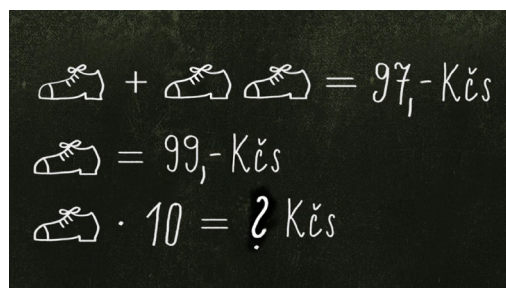 + = 97,- Kčs
= 99,- Kčs
· 10 = ? Kčs